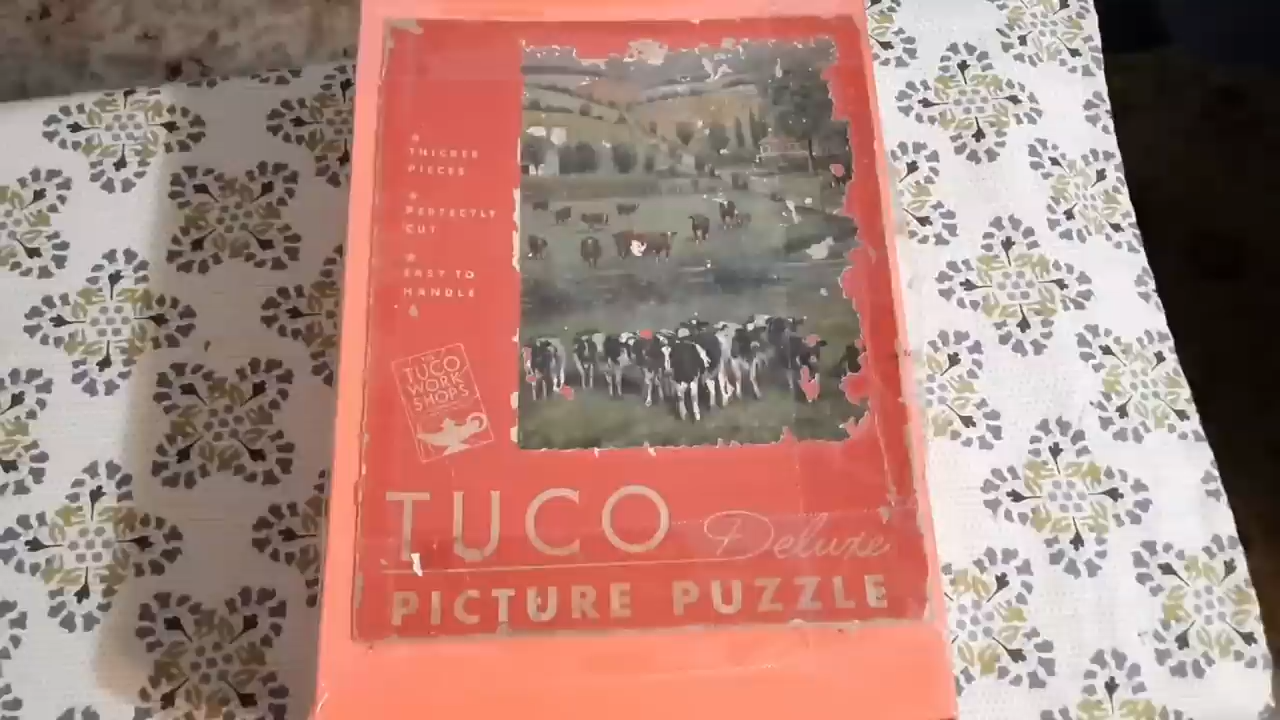 THICKER
PIECES
PERFECTLY
CUT
EASY TO
HANDLE
THE
TUCO
WORK
SHOPS
TUCO Deluxe
PICTURE PUZZLE